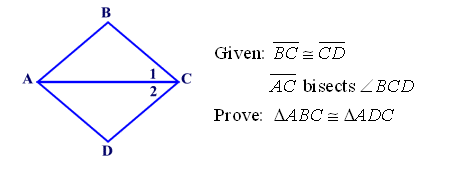 B
A
1
2
C
D
Given: BC ≅ CD
AC bisects ∠BCD
Prove: ΔABC ≅ ΔADC